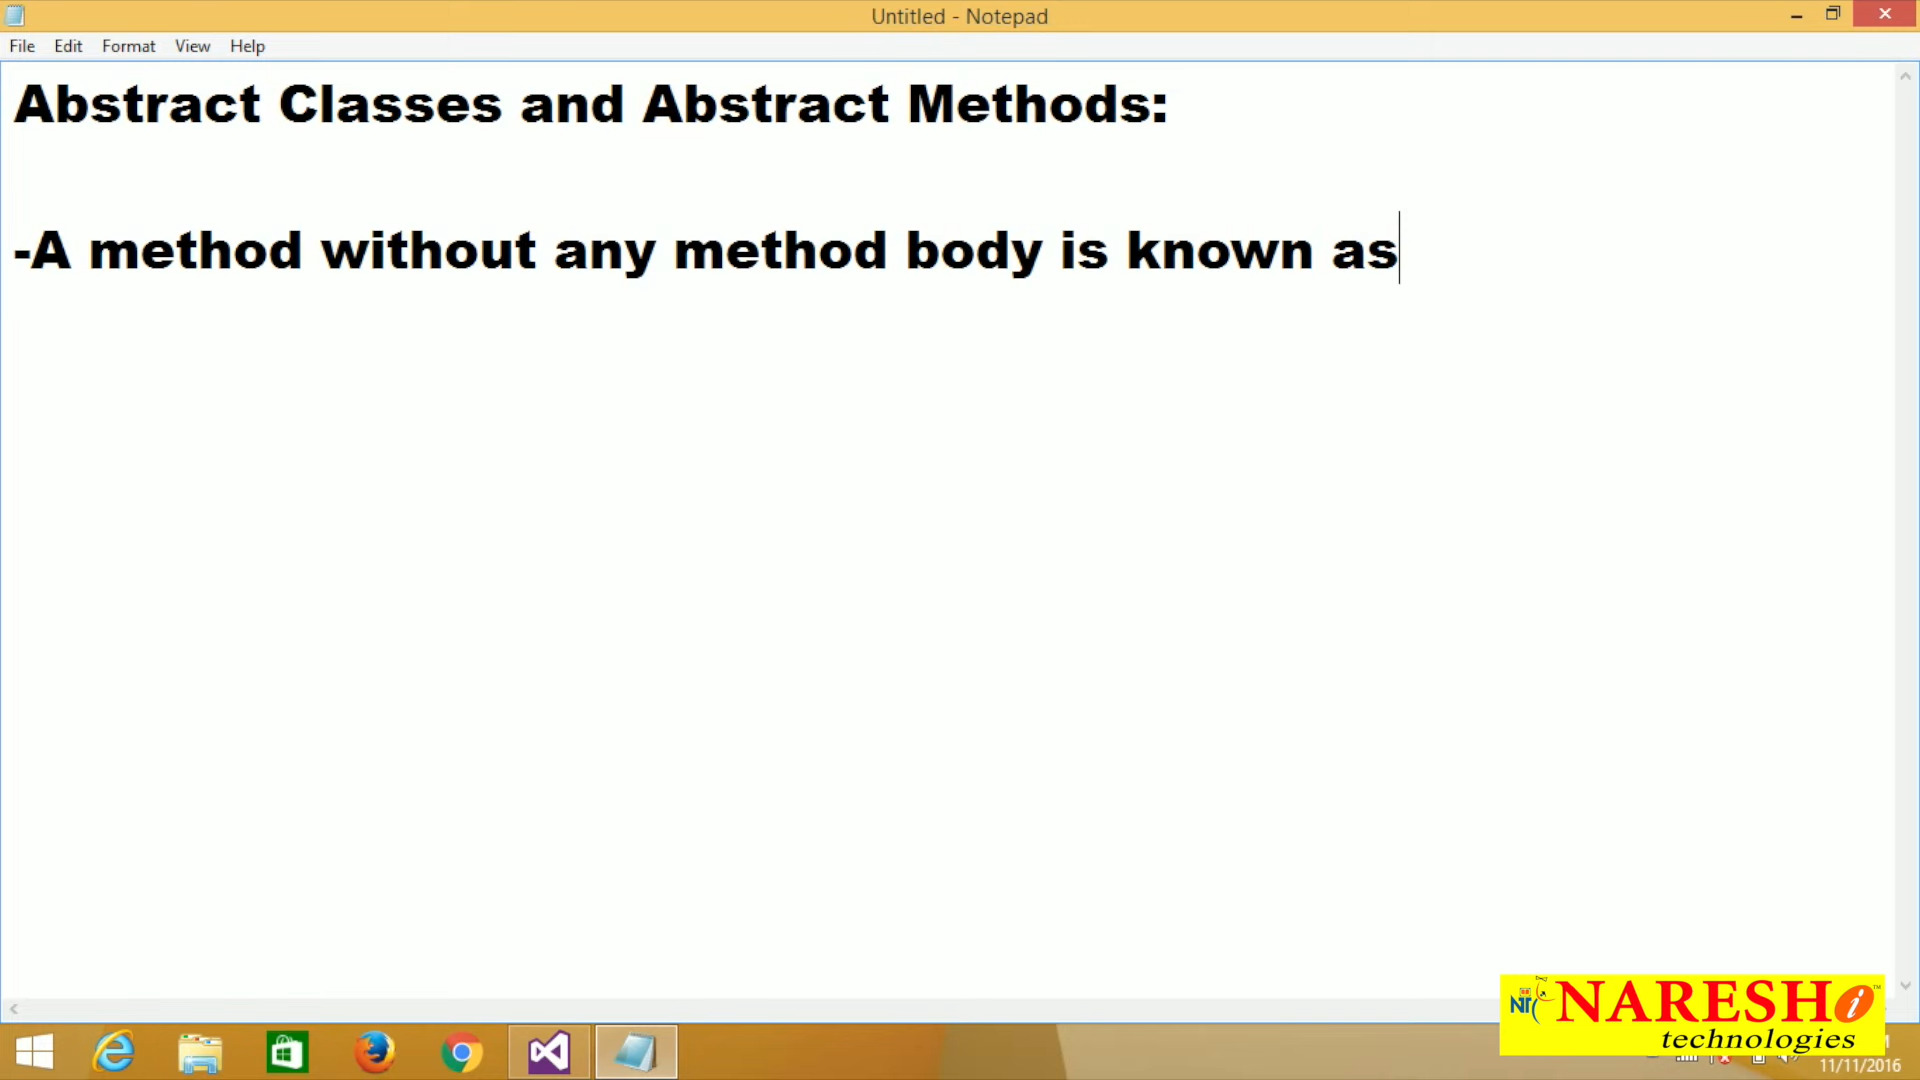 Untitled - Notepad
File Edit Format View Help
Abstract Classes and Abstract Methods:
-A method without any method body is known as
NARESH i ™
technologies
11/11/2016